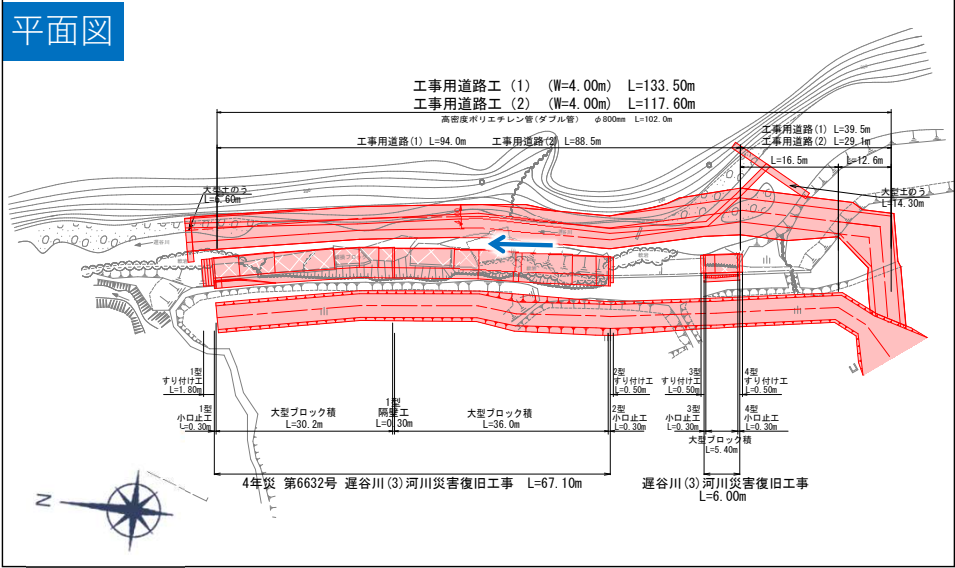 平面図
工事用道路工（1）（W=4.00m） L=133.50m
工事用道路工（2）（W=4.00m） L=117.60m
高密度ポリエチレン管(ダブル管) φ800mm L=102.0m
工事用道路(1) L=94.0m 工事用道路(2) L=88.5m
工事用道路(1) L=39.5m
工事用道路(2) L=29.1m
L=16.5m
L=12.6m
大型土のう
L=6.60m
大型土のう
L=14.30m
遅谷川
1型
すり付け工
L=1.80m
2型
すり付け工
L=0.50m
3型
すり付け工
L=0.50m
4型
すり付け工
L=0.50m
1型
小口止工
L=0.30m
大型ブロック積
L=30.2m
1型
隔壁工
L=0.30m
大型ブロック積
L=36.0m
2型
小口止工
L=0.30m
3型
小口止工
L=0.30m
4型
小口止工
L=0.30m
大型ブロック積
L=5.40m
4年災 第6632号 遅谷川(3)河川災害復旧工事 L=67.10m
遅谷川(3)河川災害復旧工事
L=6.00m
N